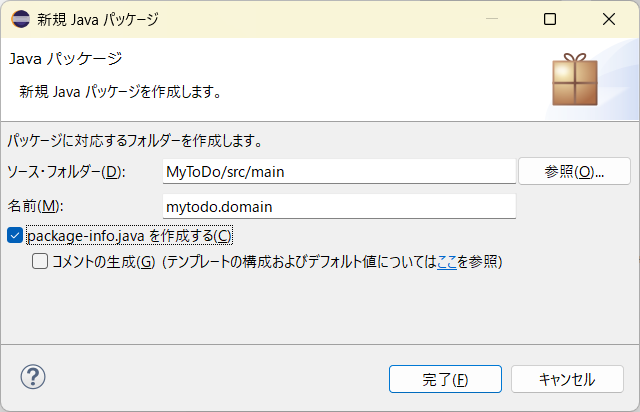 新規 Java パッケージ
Java パッケージ
新規 Java パッケージを作成します。
パッケージに対応するフォルダーを作成します。
ソース・フォルダー(D): MyToDo/src/main 参照(O)...
名前(M): mytodo.domain
package-info.java を作成する(C)
コメントの生成(G) (テンプレートの構成およびデフォルト値についてはここを参照)
? 完了(F) キャンセル